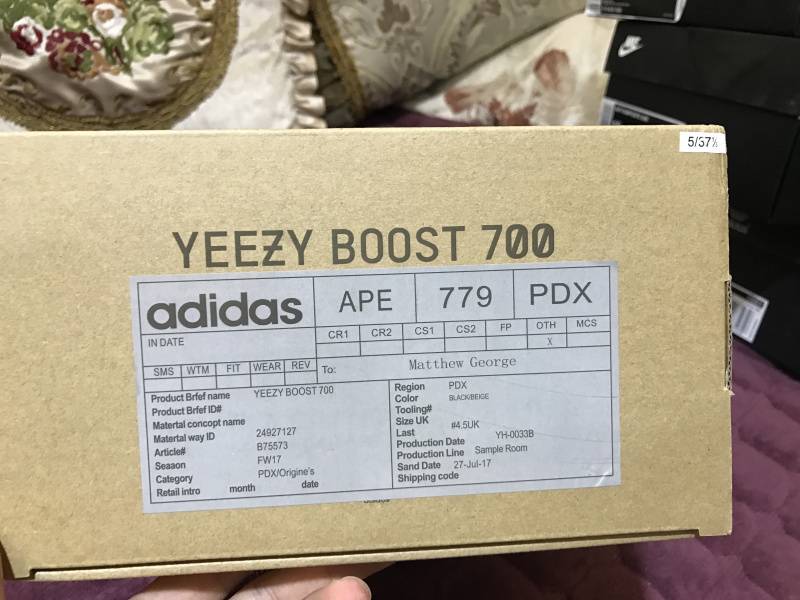 5/37⅓
YEEZY BOOST 700
adidas APE 779 PDX
IN DATE
CR1 CR2 CS1 CS2 FP OTH MCS
X
SMS WTM FIT WEAR REV
To: Matthew George
Product Brfef name YEEZY BOOST 700
Product Brfef ID#
Matertal concopt name
Matertal way ID 24927127
Article# B75573
Seaaon FW17
Category PDX/Origine's
Retail intro month date
Region PDX
Color BLACK/BEIGE
Tooling#
Size UK #4.5UK
Last YH-0033B
Production Date
Production Line Sample Room
Sand Date 27-Jul-17
Shipping code
adidas